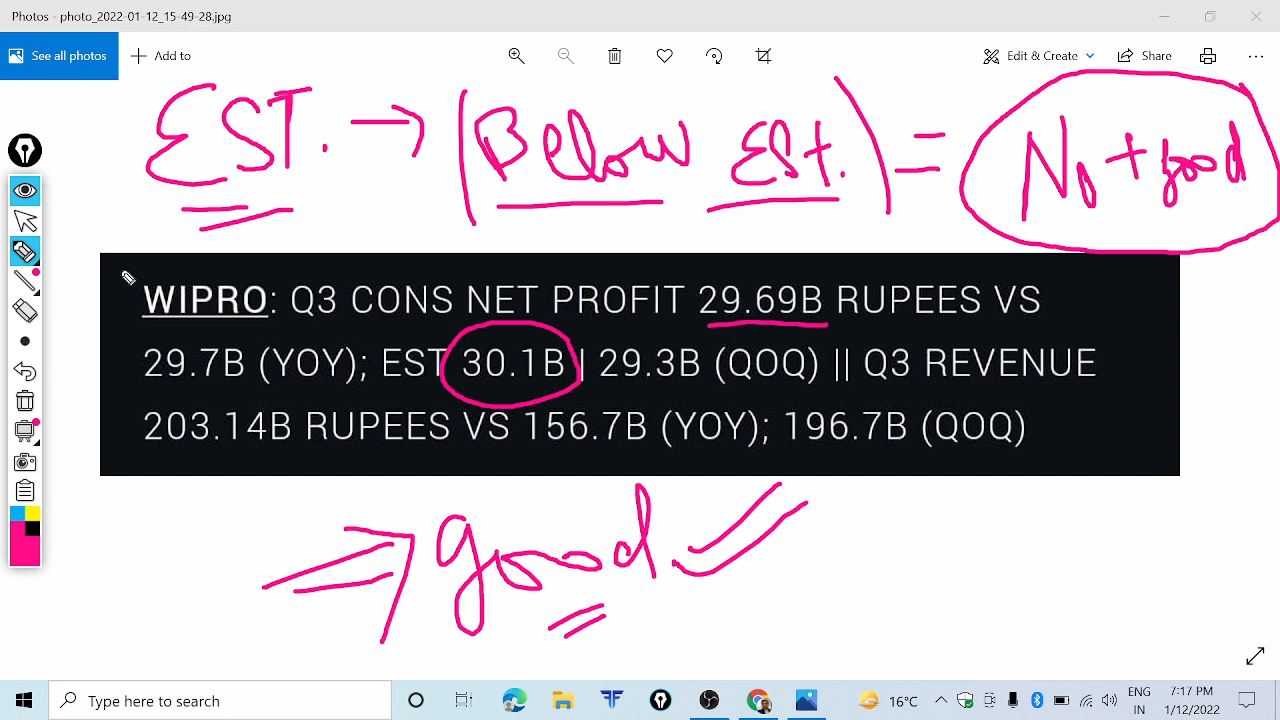 Photos - photo_2022-01-12_15-49-28.jpg
See all photos
Add to
Edit & Create
Share
EST. → (Below Est.) = No + good
WIPRO: Q3 CONS NET PROFIT 29.69B RUPEES VS
29.7B (YOY); EST 30.1B | 29.3B (QOQ) || Q3 REVENUE
203.14B RUPEES VS 156.7B (YOY); 196.7B (QOQ)
good
Type here to search
16°C
ENG
IN
7:17 PM
1/12/2022